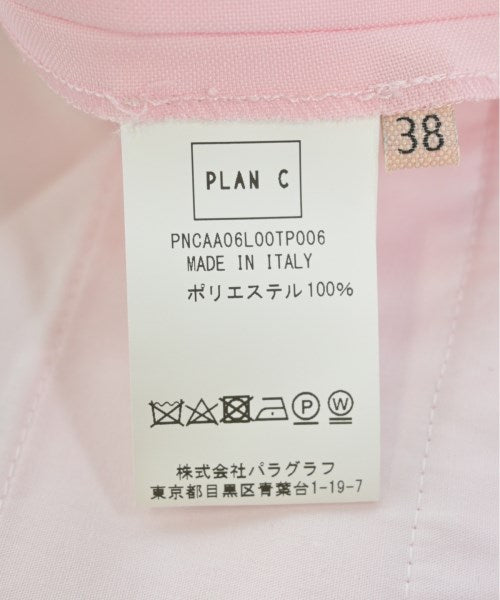 38
PLAN C
PNCAA06L00TP006
MADE IN ITALY
ポリエステル100%
P W
株式会社パラグラフ
東京都目黒区青葉台1-19-7